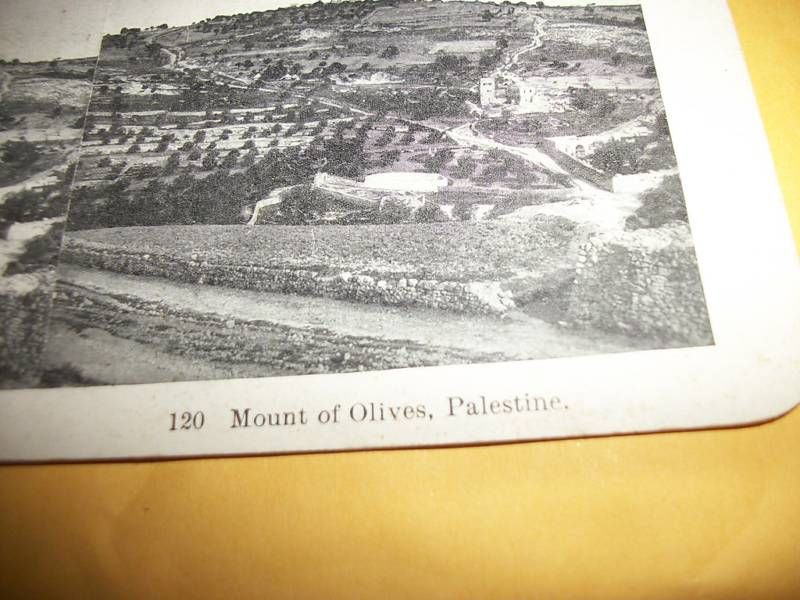 120 Mount of Olives, Palestine.